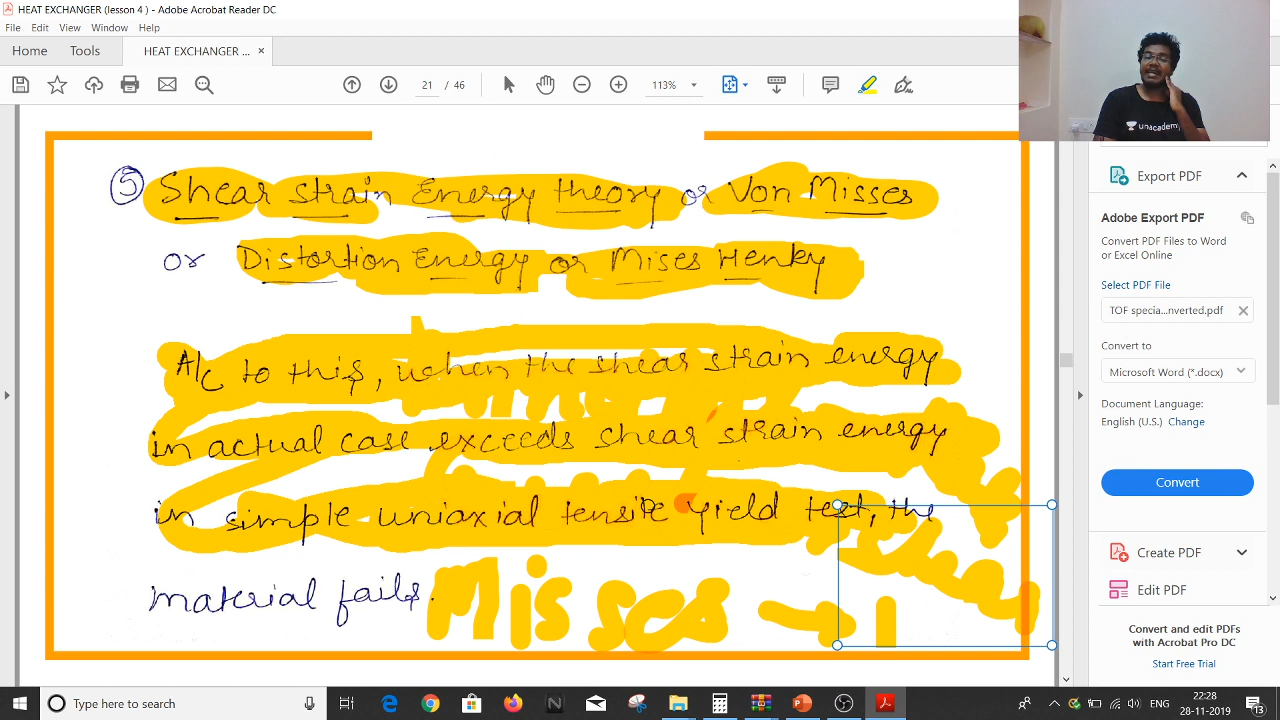 HEAT EXCHANGER (lesson 4 ) - Adobe Acrobat Reader DC
File Edit View Window Help
Home Tools HEAT EXCHANGER ... ×
21 / 46 113%
unacademy
⑤ Shear strain Energy theory or Von Misses
or Distortion Energy or Mises Henky
A/c to this, when the shear strain energy
in actual case exceeds shear strain energy
in simple uniaxial tensile yield test, the
material fails.
Misses →
Export PDF
Adobe Export PDF
Convert PDF Files to Word
or Excel Online
Select PDF File
TOF specia...nverted.pdf
Convert to
Microsoft Word (*.docx)
Document Language:
English (U.S.) Change
Convert
Create PDF
Edit PDF
Convert and edit PDFs
with Acrobat Pro DC
Start Free Trial
Type here to search
ENG
22:28
28-11-2019